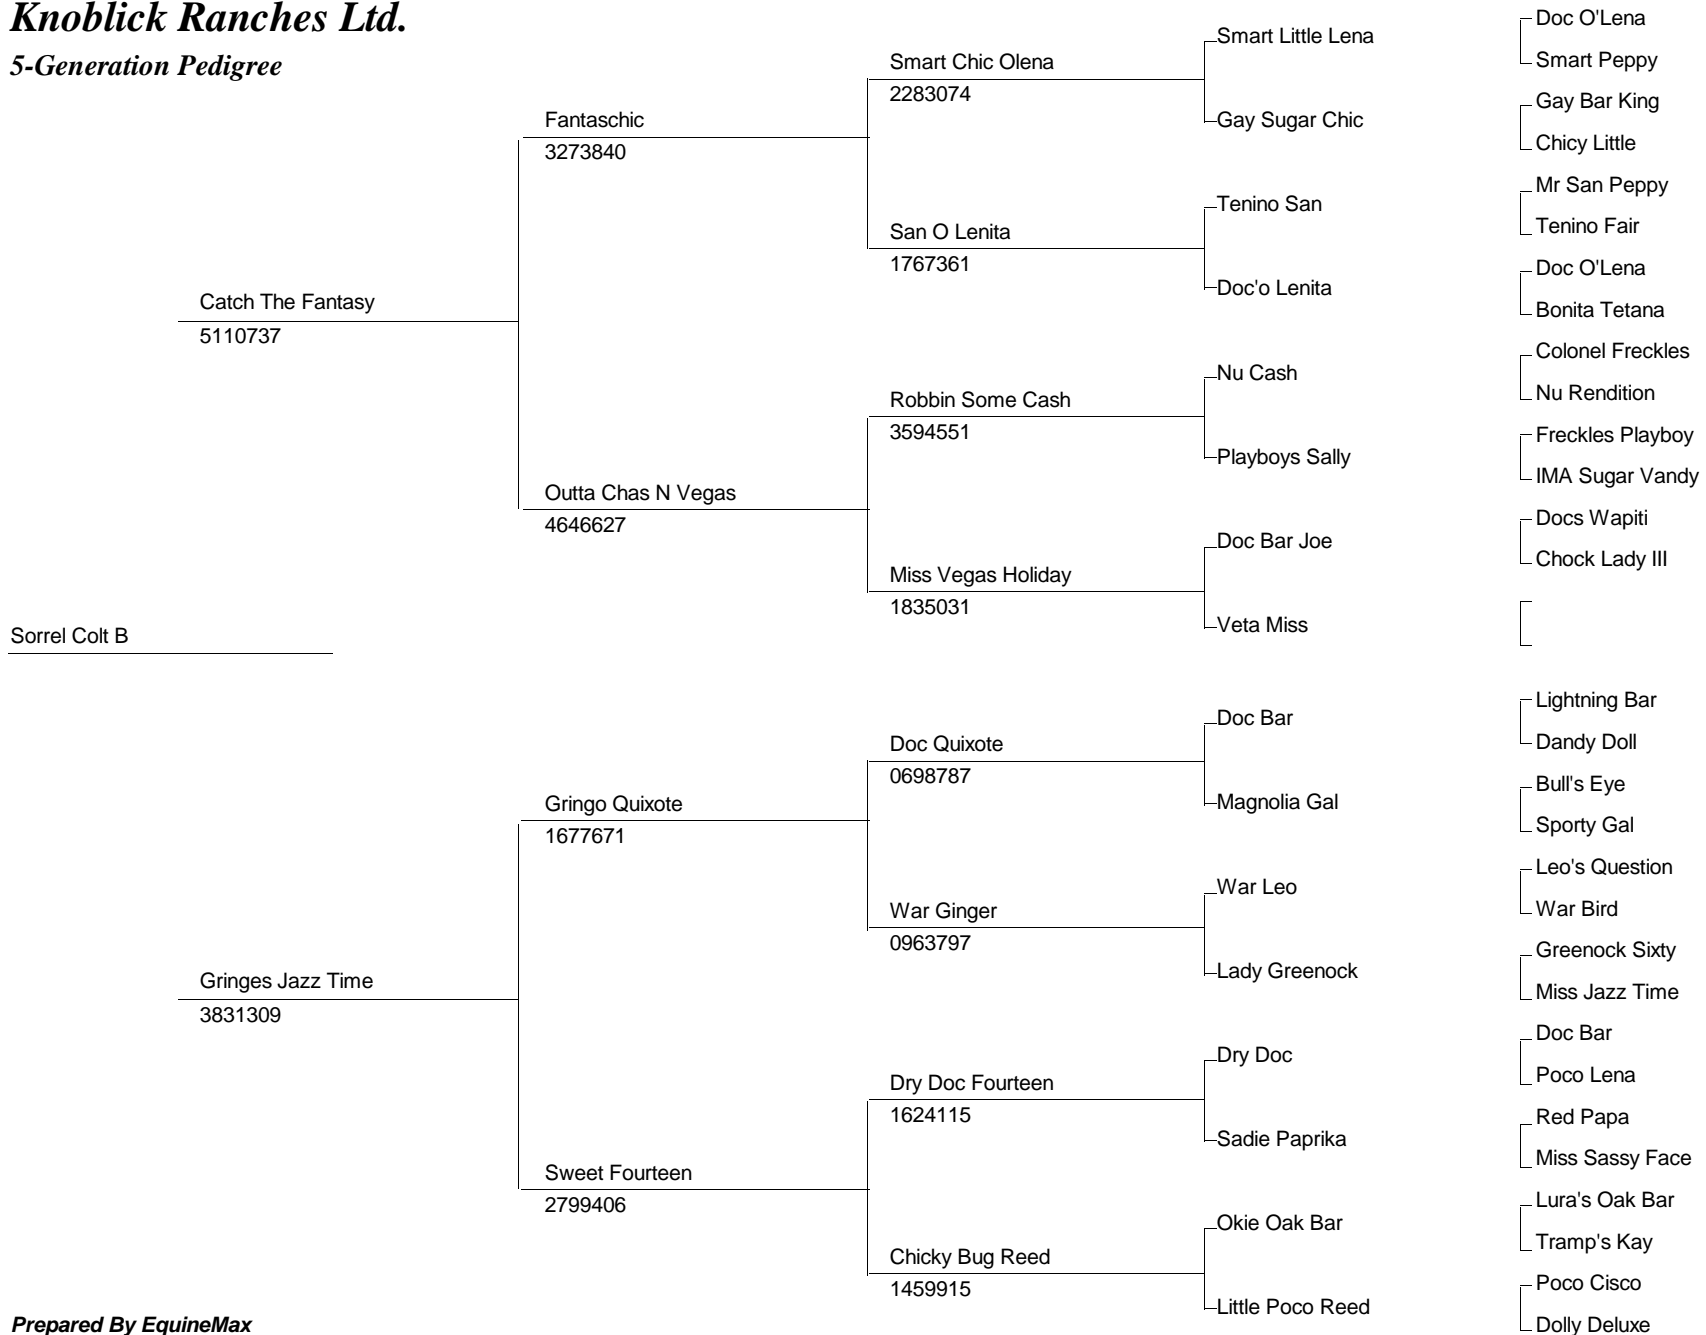 Knoblick Ranches Ltd.
5-Generation Pedigree
Sorrel Colt B
Catch The Fantasy
5110737
Gringes Jazz Time
3831309
Fantaschic
3273840
Outta Chas N Vegas
4646627
Gringo Quixote
1677671
Sweet Fourteen
2799406
Smart Chic Olena
2283074
San O Lenita
1767361
Robbin Some Cash
3594551
Miss Vegas Holiday
1835031
Doc Quixote
0698787
War Ginger
0963797
Dry Doc Fourteen
1624115
Chicky Bug Reed
1459915
Smart Little Lena
Gay Sugar Chic
Tenino San
Doc'o Lenita
Nu Cash
Playboys Sally
Doc Bar Joe
Veta Miss
Doc Bar
Magnolia Gal
War Leo
Lady Greenock
Dry Doc
Sadie Paprika
Okie Oak Bar
Little Poco Reed
Doc O'Lena
Smart Peppy
Gay Bar King
Chicy Little
Mr San Peppy
Tenino Fair
Doc O'Lena
Bonita Tetana
Colonel Freckles
Nu Rendition
Freckles Playboy
IMA Sugar Vandy
Docs Wapiti
Chock Lady III
Lightning Bar
Dandy Doll
Bull's Eye
Sporty Gal
Leo's Question
War Bird
Greenock Sixty
Miss Jazz Time
Doc Bar
Poco Lena
Red Papa
Miss Sassy Face
Lura's Oak Bar
Tramp's Kay
Poco Cisco
Dolly Deluxe
Prepared By EquineMax